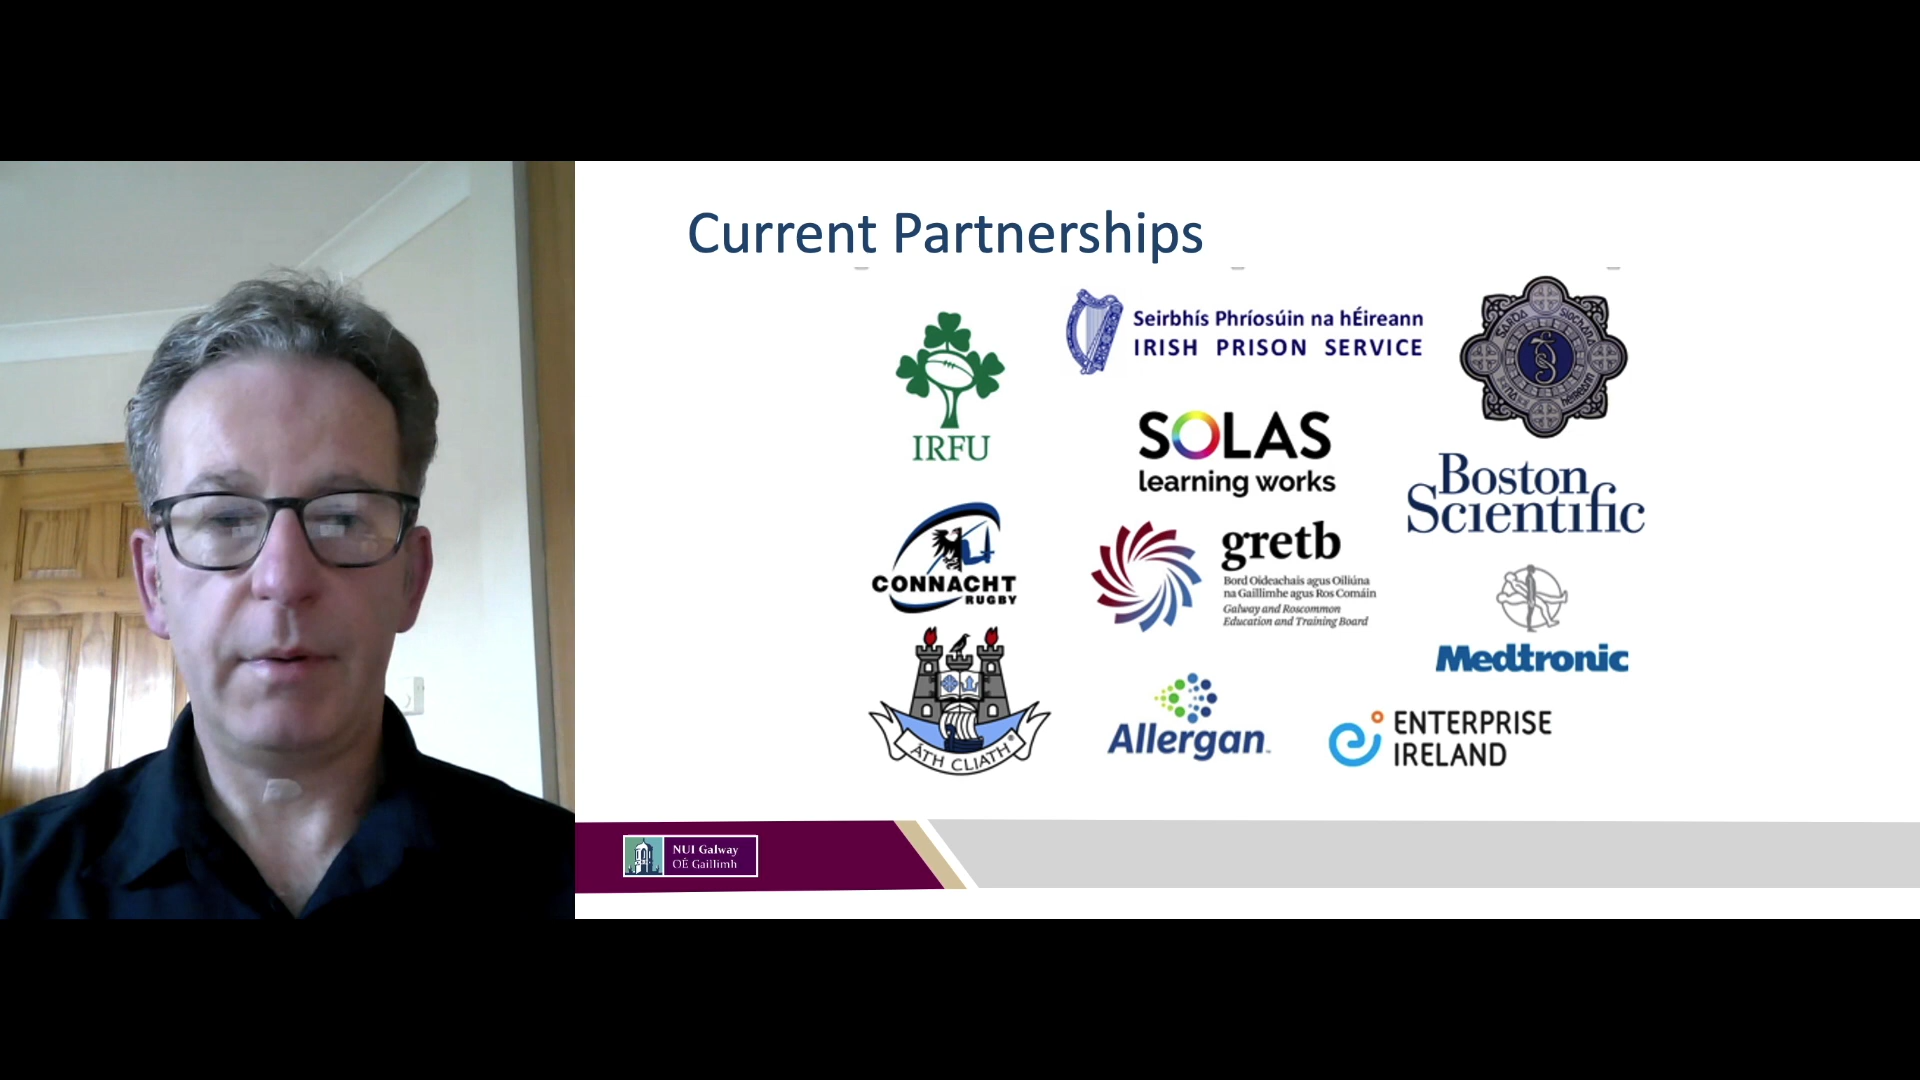 Current Partnerships
IRFU
Seirbhís Phríosúin na hÉireann
IRISH PRISON SERVICE
GARDA SIOCHANA
SOLAS
learning works
Boston
Scientific
CONNACHT
RUGBY
gretb
Bord Oideachais agus Oiliúna
na Gaillimhe agus Ros Comáin
Galway and Roscommon
Education and Training Board
Medtronic
ÁTH CLIATH
Allergan
ENTERPRISE
IRELAND
NUI Galway
OÉ Gaillimh